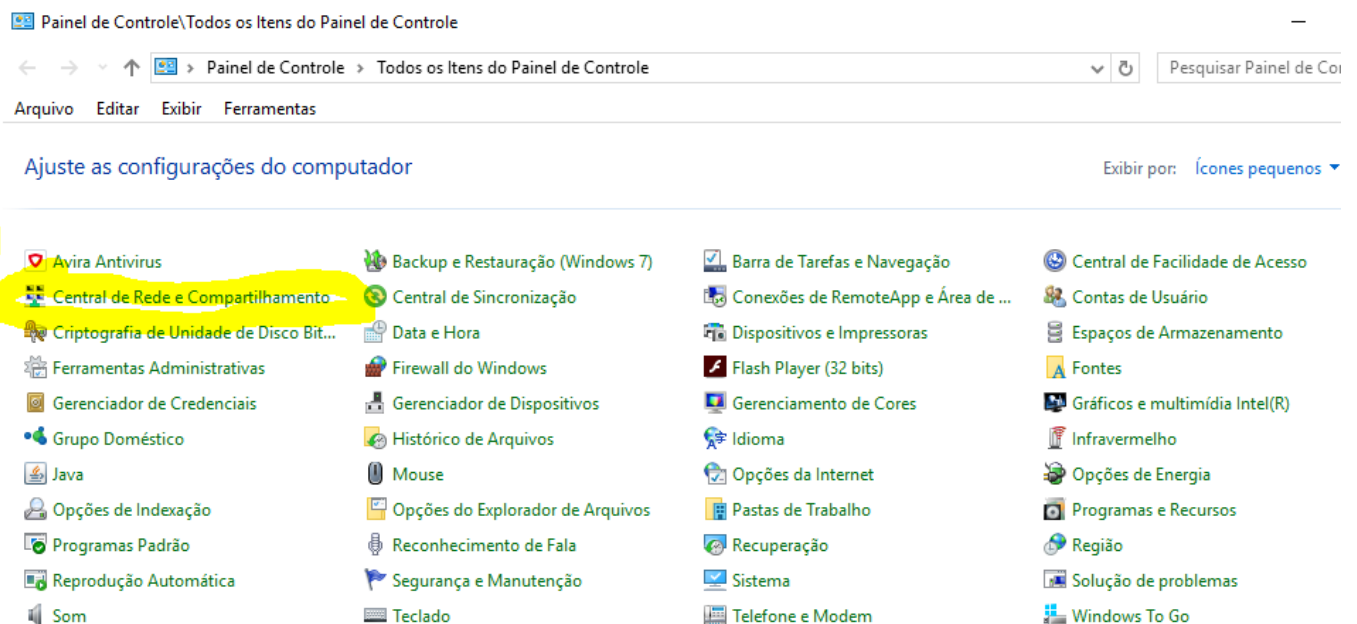 Painel de Controle\Todos os Itens do Painel de Controle
Painel de Controle > Todos os Itens do Painel de Controle
Pesquisar Painel de
Arquivo Editar Exibir Ferramentas
Ajuste as configurações do computador
Exibir por: Ícones pequenos
Avira Antivirus
Backup e Restauração (Windows 7)
Barra de Tarefas e Navegação
Central de Facilidade de Acesso
Central de Rede e Compartilhamento
Central de Sincronização
Conexões de RemoteApp e Área de ...
Contas de Usuário
Criptografia de Unidade de Disco Bit...
Data e Hora
Dispositivos e Impressoras
Espaços de Armazenamento
Ferramentas Administrativas
Firewall do Windows
Flash Player (32 bits)
Fontes
Gerenciador de Credenciais
Gerenciador de Dispositivos
Gerenciamento de Cores
Gráficos e multimídia Intel(R)
Grupo Doméstico
Histórico de Arquivos
Idioma
Infravermelho
Java
Mouse
Opções da Internet
Opções de Energia
Opções de Indexação
Opções do Explorador de Arquivos
Pastas de Trabalho
Programas e Recursos
Programas Padrão
Reconhecimento de Fala
Recuperação
Região
Reprodução Automática
Segurança e Manutenção
Sistema
Solução de problemas
Som
Teclado
Telefone e Modem
Windows To Go